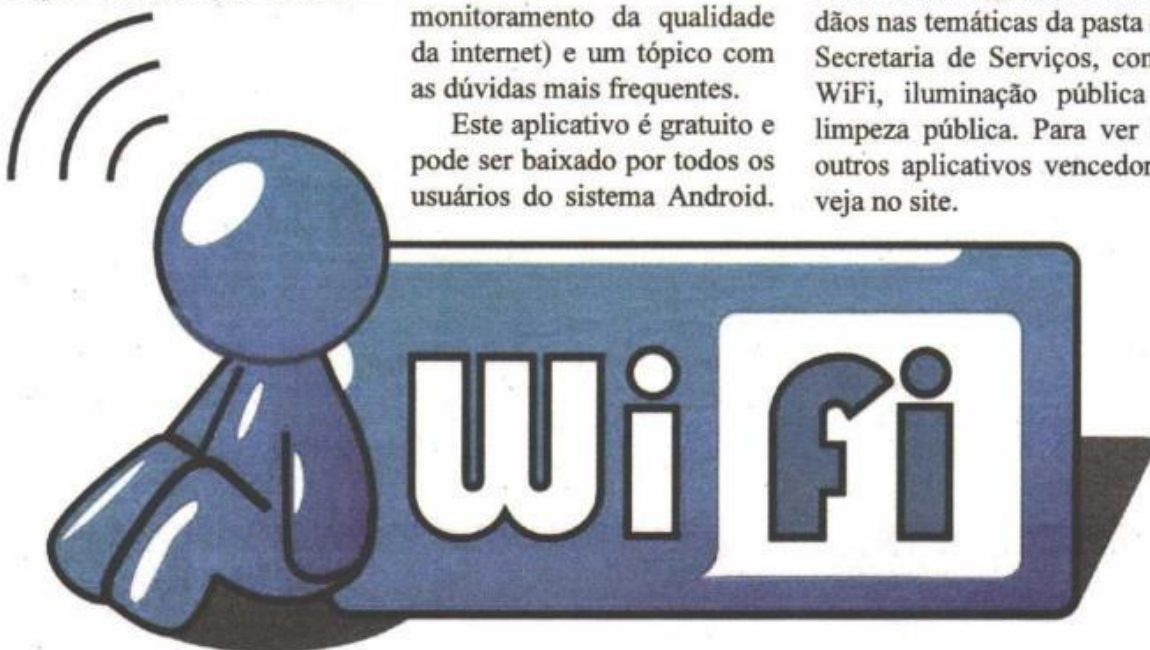 monitoramento da qualidade
da internet) e um tópico com
as dúvidas mais frequentes.
Este aplicativo é gratuito e
pode ser baixado por todos os
usuários do sistema Android.
dãos nas temáticas da pasta
Secretaria de Serviços,
WiFi, iluminação pública
limpeza pública. Para ver
outros aplicativos
veja no site.
Wi Fi